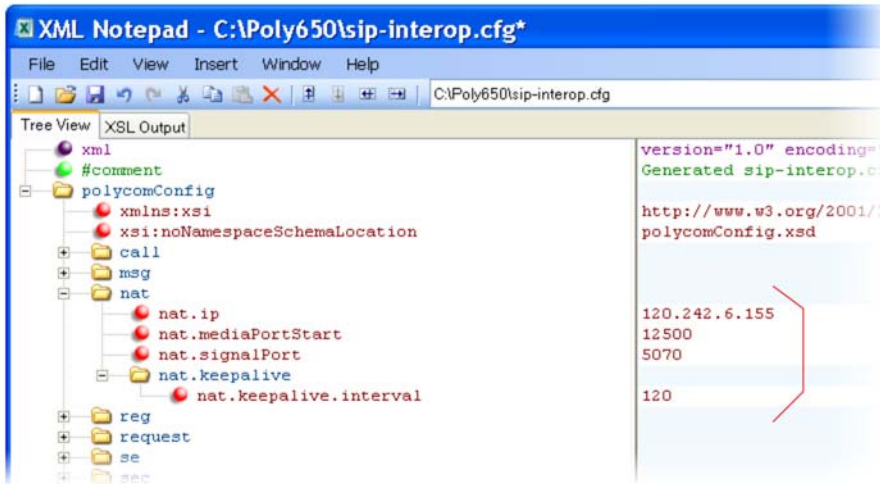 XML Notepad - C:\Poly650\sip-interop.cfg*
File Edit View Insert Window Help
C:\Poly650\sip-interop.cfg
Tree View XSL Output
xml version="1.0" encoding=
#comment Generated sip-interop.c
polycomConfig
xmlns:xsi http://www.w3.org/2001/
xsi:noNamespaceSchemaLocation polycomConfig.xsd
call
msg
nat
nat.ip 120.242.6.155
nat.mediaPortStart 12500
nat.signalPort 5070
nat.keepalive
nat.keepalive.interval 120
reg
request
se
sec